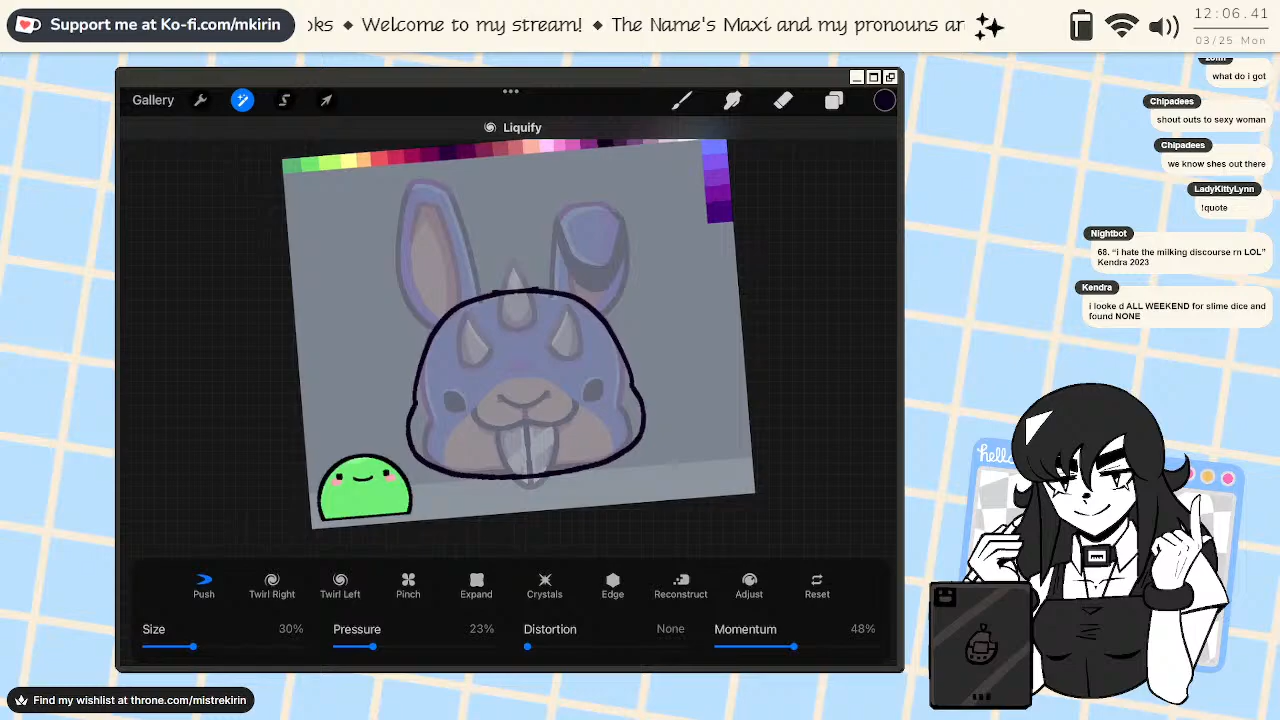 Support me at Ko-fi.com/mkirin
oks ◆ Welcome to my stream! ◆ The Name's Maxi and my pronouns ar
12:06.41
03/25 Mon
what do i got
Chipadees
shout outs to sexy woman
Chipadees
we know shes out there
LadyKittyLynn
!quote
Nightbot
68. "i hate the milking discourse rn LOL"
Kendra 2023
Kendra
i looke d ALL WEEKEND for slime dice and
found NONE
Gallery
Liquify
hello
Push
Twirl Right
Twirl Left
Pinch
Expand
Crystals
Edge
Reconstruct
Adjust
Reset
Size 30%
Pressure 23%
Distortion None
Momentum 48%
Find my wishlist at throne.com/mistrekirin